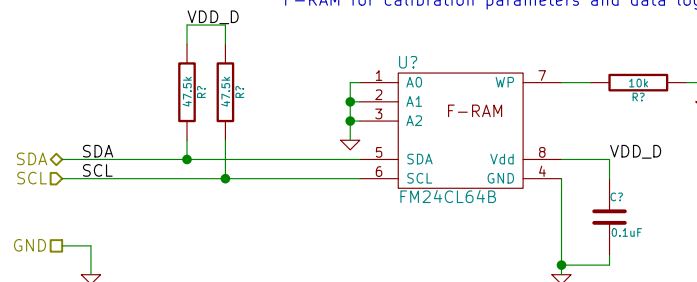 F-RAM for calibration parameters and data log
VDD_D
47.5k
R?
47.5k
R?
U?
1
A0
WP
7
2
A1
F-RAM
3
A2
10k
R?
SDA
SDA
5
SDA
Vdd
8
VDD_D
SCL
SCL
6
SCL
GND
4
FM24CL64B
C?
0.1uF
GND